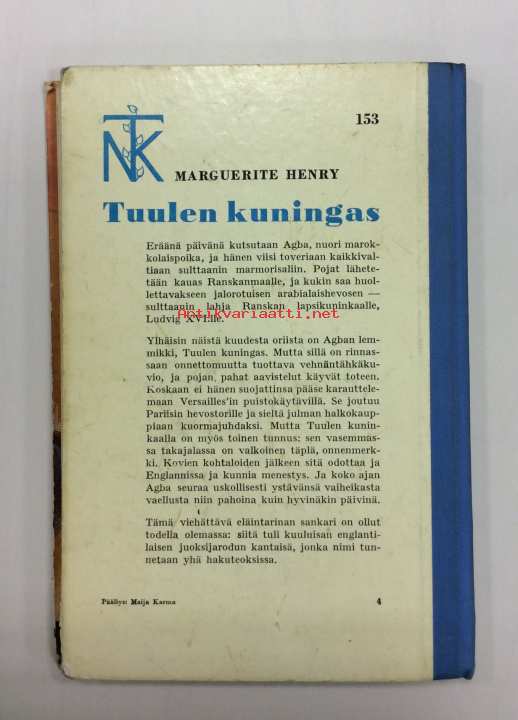 NTK
153
MARGUERITE HENRY
Tuulen kuningas
Eräänä päivänä kutsutaan Agba, nuori marok-
kolaispoika, ja hänen viisi toveriaan kaikkival-
tiaan sulttaanin marmorisaliin. Pojat lähete-
tään kauas Ranskanmaalle, ja kukin saa huol-
lettavakseen jalorotuisen arabialaishevosen —
sulttaanin lahja Ranskan lapsikuninkaalle,
Antikvariaatti.net
Ludvig XVI:lle.
Ylhäisin näistä kuudesta oriista on Agban lem-
mikki, Tuulen kuningas. Mutta sillä on rinnas-
saan onnettomuutta tuottava vehnäntähkäku-
vio, ja pojan pahat aavistelut käyvät toteen.
Koskaan ei hänen suojattinsa pääse karauttele-
maan Versailles'in puistokäytävillä. Se joutuu
Pariisin hevostorille ja sieltä julman halkokaup-
piaan kuormajuhdaksi. Mutta Tuulen kunin-
kaalla on myös toinen tunnus: sen vasemmas-
sa takajalassa on valkoinen täplä, onnenmerk-
ki. Kovien kohtaloiden jälkeen sitä odottaa ja
Englannissa ja kunnia menestys. Ja koko ajan
Agba seuraa uskollisesti ystävänsä vaiheikasta
vaellusta niin pahoina kuin hyvinäkin päivinä.
Tämä viehättävä eläintarinan sankari on ollut
todella olemassa: siitä tuli kuuluisan englanti-
laisen juoksijarodun kantaisä, jonka nimi tun-
netaan yhä hakuteoksissa.
Päällys: Maija Karma
4